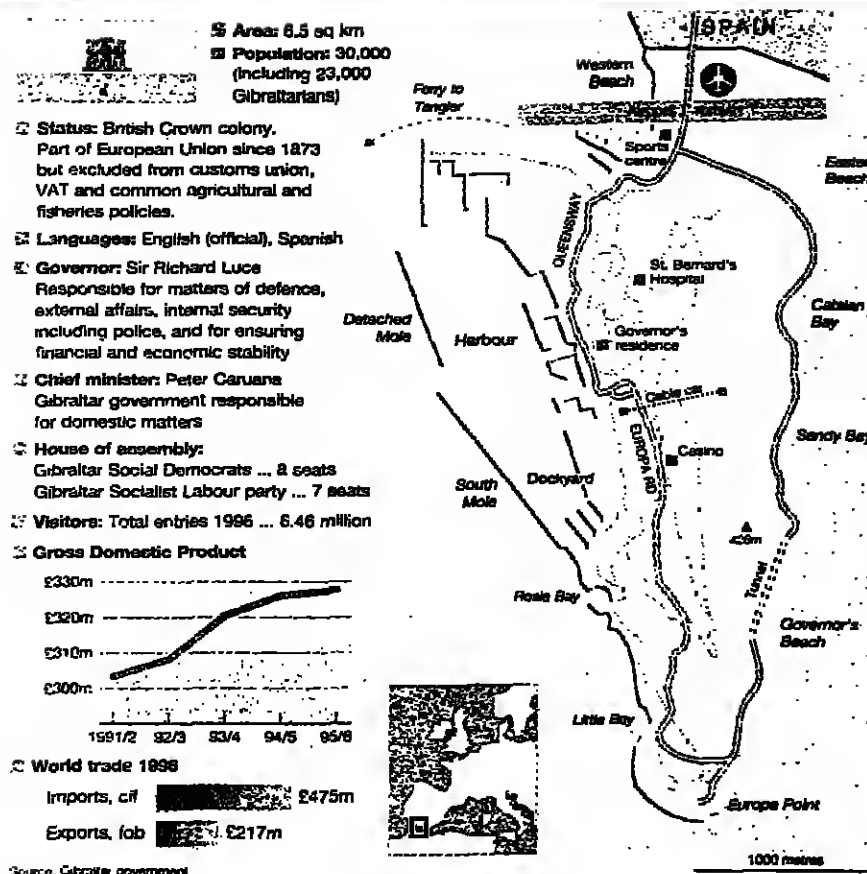 Area: 6.5 sq km
Population: 30,000
(including 23,000
Gibraltarians)
Status: British Crown colony.
Part of European Union since 1973
but excluded from customs union,
VAT and common agricultural and
fisheries policies.
Languages: English (official), Spanish
Governor: Sir Richard Luce
Responsible for matters of defence,
external affairs, internal security
including police, and for ensuring
financial and economic stability
Chief minister: Peter Caruana
Gibraltar government responsible
for domestic matters
House of assembly:
Gibraltar Social Democrats ... 8 seats
Gibraltar Socialist Labour party ... 7 seats
Visitors: Total entries 1996 ... 6.46 million
Gross Domestic Product
£330m
£320m
£310m
£300m
1991/2 92/3 93/4 94/5 95/6
World trade 1996
Imports, cif £475m
Exports, fob £217m
Source: Gibraltar government
SPAIN
Western
Beach
Ferry to
Tangier
Sports
centre
Eastern
Beach
QUEENSWAY
St. Bernard's
Hospital
Catalan
Bay
Detached
Mole
Harbour
Governor's
residence
Cable car
EUROPA RD
Casino
Sandy Bay
South
Mole
Dockyard
426m
Tunnel
Rosia Bay
Governor's
Beach
Little Bay
Europa Point
1000 metres